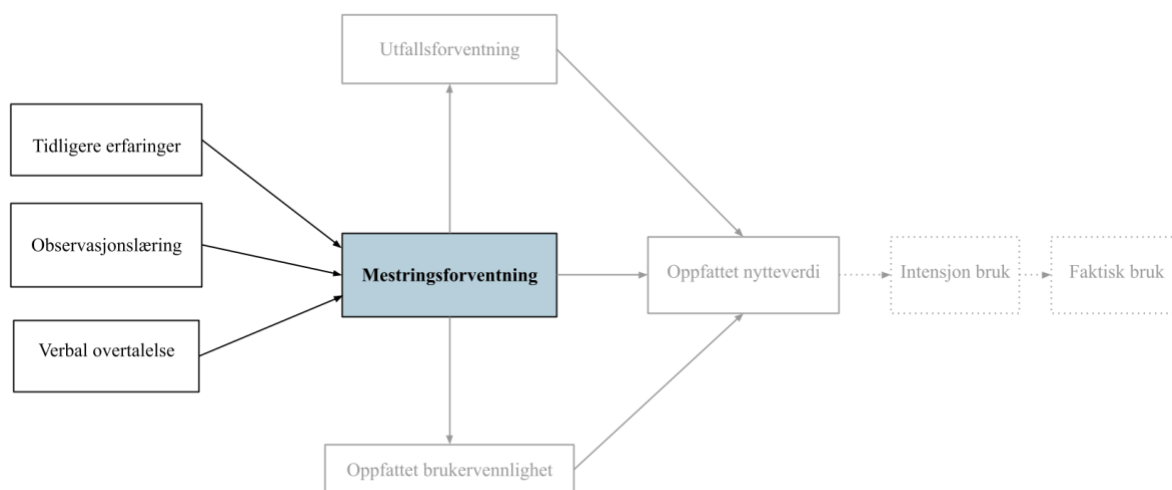 Utfallsforventning
Tidligere erfaringer
Observasjonslæring
Mestringsforventning
Oppfattet nytteverdi
Intensjon bruk
Faktisk bruk
Verbal overtalelse
Oppfattet brukervennlighet